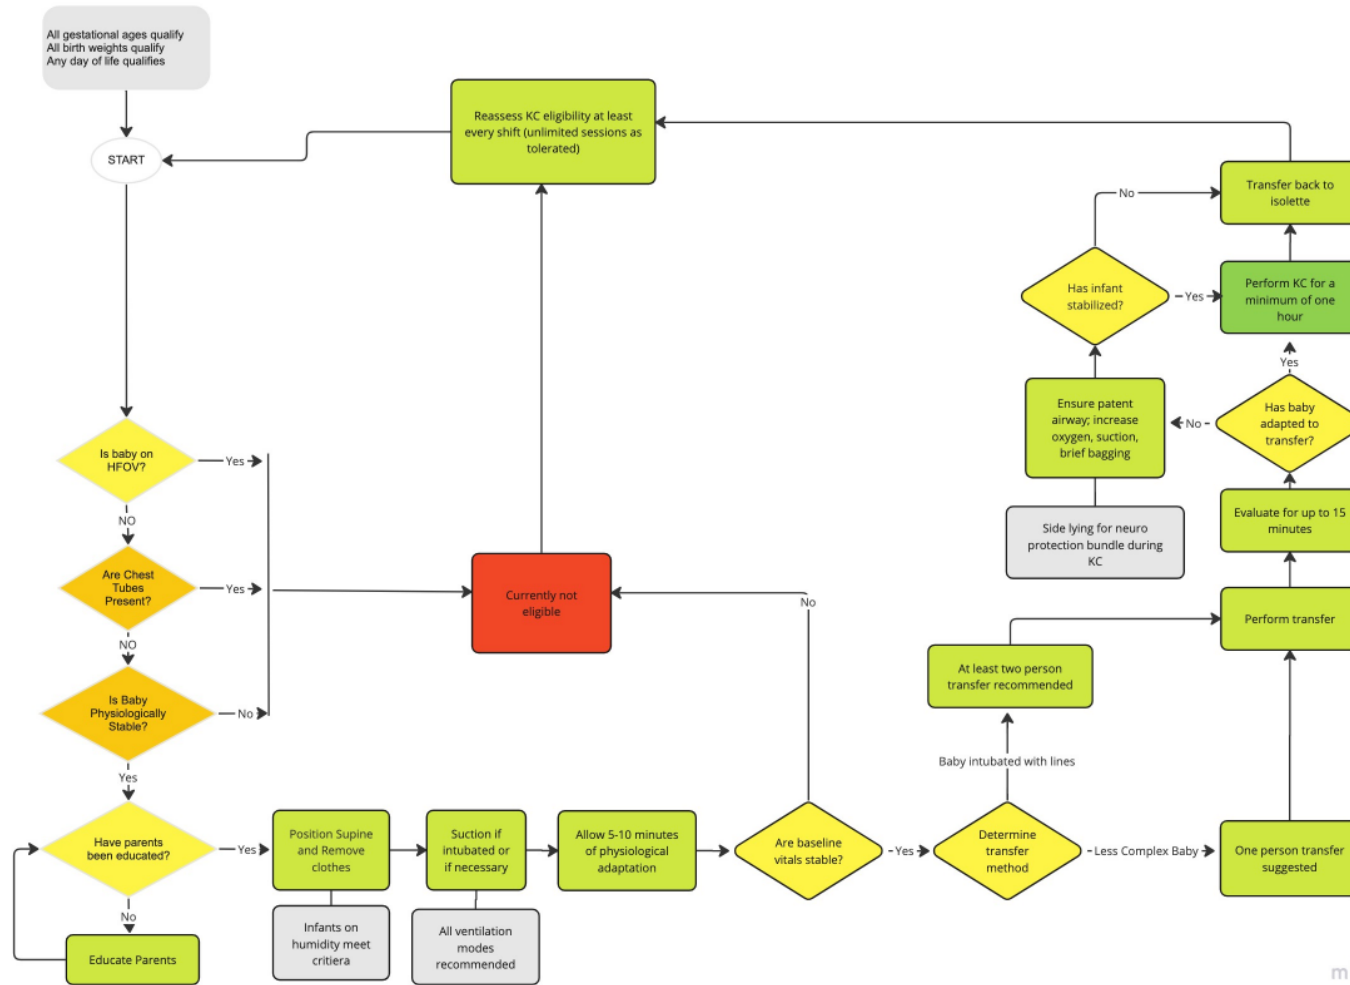 All gestational ages qualify
All birth weights qualify
Any day of life qualifies
START
Reassess KC eligibility at least
every shift (unlimited sessions as
tolerated)
Is baby on
HFOV?
Yes
NO
Are Chest
Tubes
Present?
Yes
NO
Is Baby
Physiologically
Stable?
No
Yes
Have parents
been educated?
Yes
No
Educate Parents
Currently not
eligible
Position Supine
and Remove
clothes
Infants on
humidity meet
critiera
Suction if
intubated or
if necessary
All ventilation
modes
recommended
Allow 5-10 minutes
of physiological
adaptation
Are baseline
vitals stable?
No
Yes
Determine
transfer
method
Baby intubated with lines
At least two person
transfer recommended
Less Complex Baby
One person transfer
suggested
Perform transfer
Evaluate for up to 15
minutes
Has baby
adapted to
transfer?
No
Yes
Ensure patent
airway; increase
oxygen, suction,
brief bagging
Side lying for neuro
protection bundle during
KC
Has infant
stabilized?
No
Yes
Perform KC for a
minimum of one
hour
Transfer back to
isolette
m